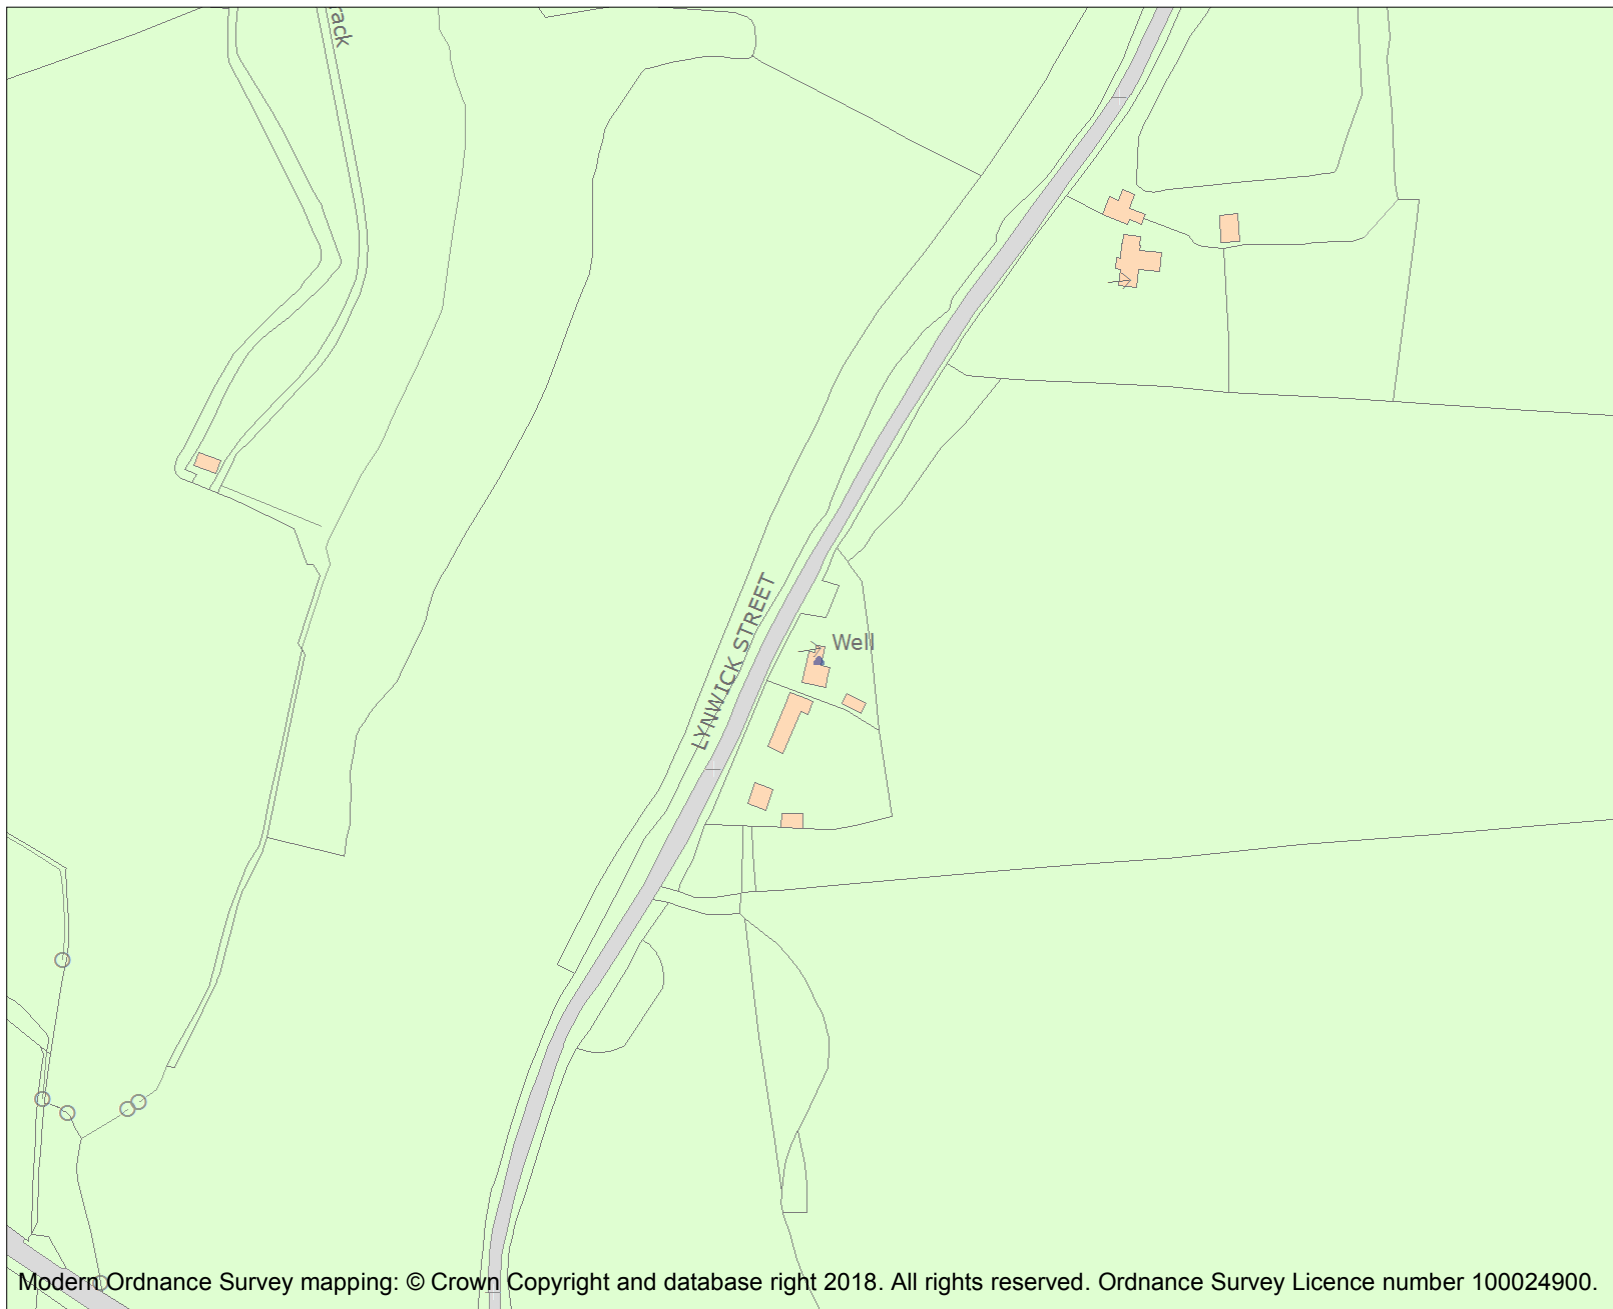 rack
LYNWICK STREET
Well
Modern Ordnance Survey mapping: © Crown Copyright and database right 2018. All rights reserved. Ordnance Survey Licence number 100024900.